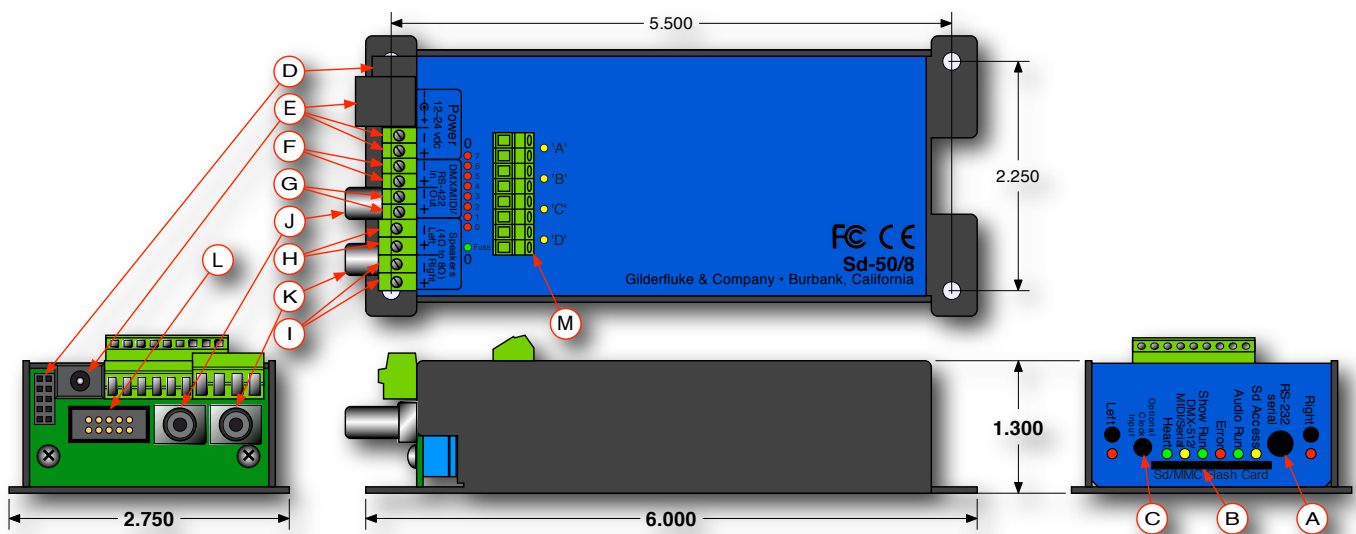 5.500
2.250
D
E
F
G
J
H
K
I
L
M
Power
12–24 vdc
– +
DMX/MIDI/
RS-422
In Out
– + – +
Speakers
(4Ω to 8Ω)
Left Right
– + – +
0
7
6
5
4
3
2
1
0
Fuse
0
'A'
'B'
'C'
'D'
FC CE
Sd-50/8
Gilderfluke & Company • Burbank, California
2.750
6.000
1.300
Left
Optional
Clock
Input
Heart
DMX-512/
MIDI/Serial
Show Run
Error
Audio Run
Sd Access
RS-232
serial
Right
Sd/MMC Flash Card
C
B
A